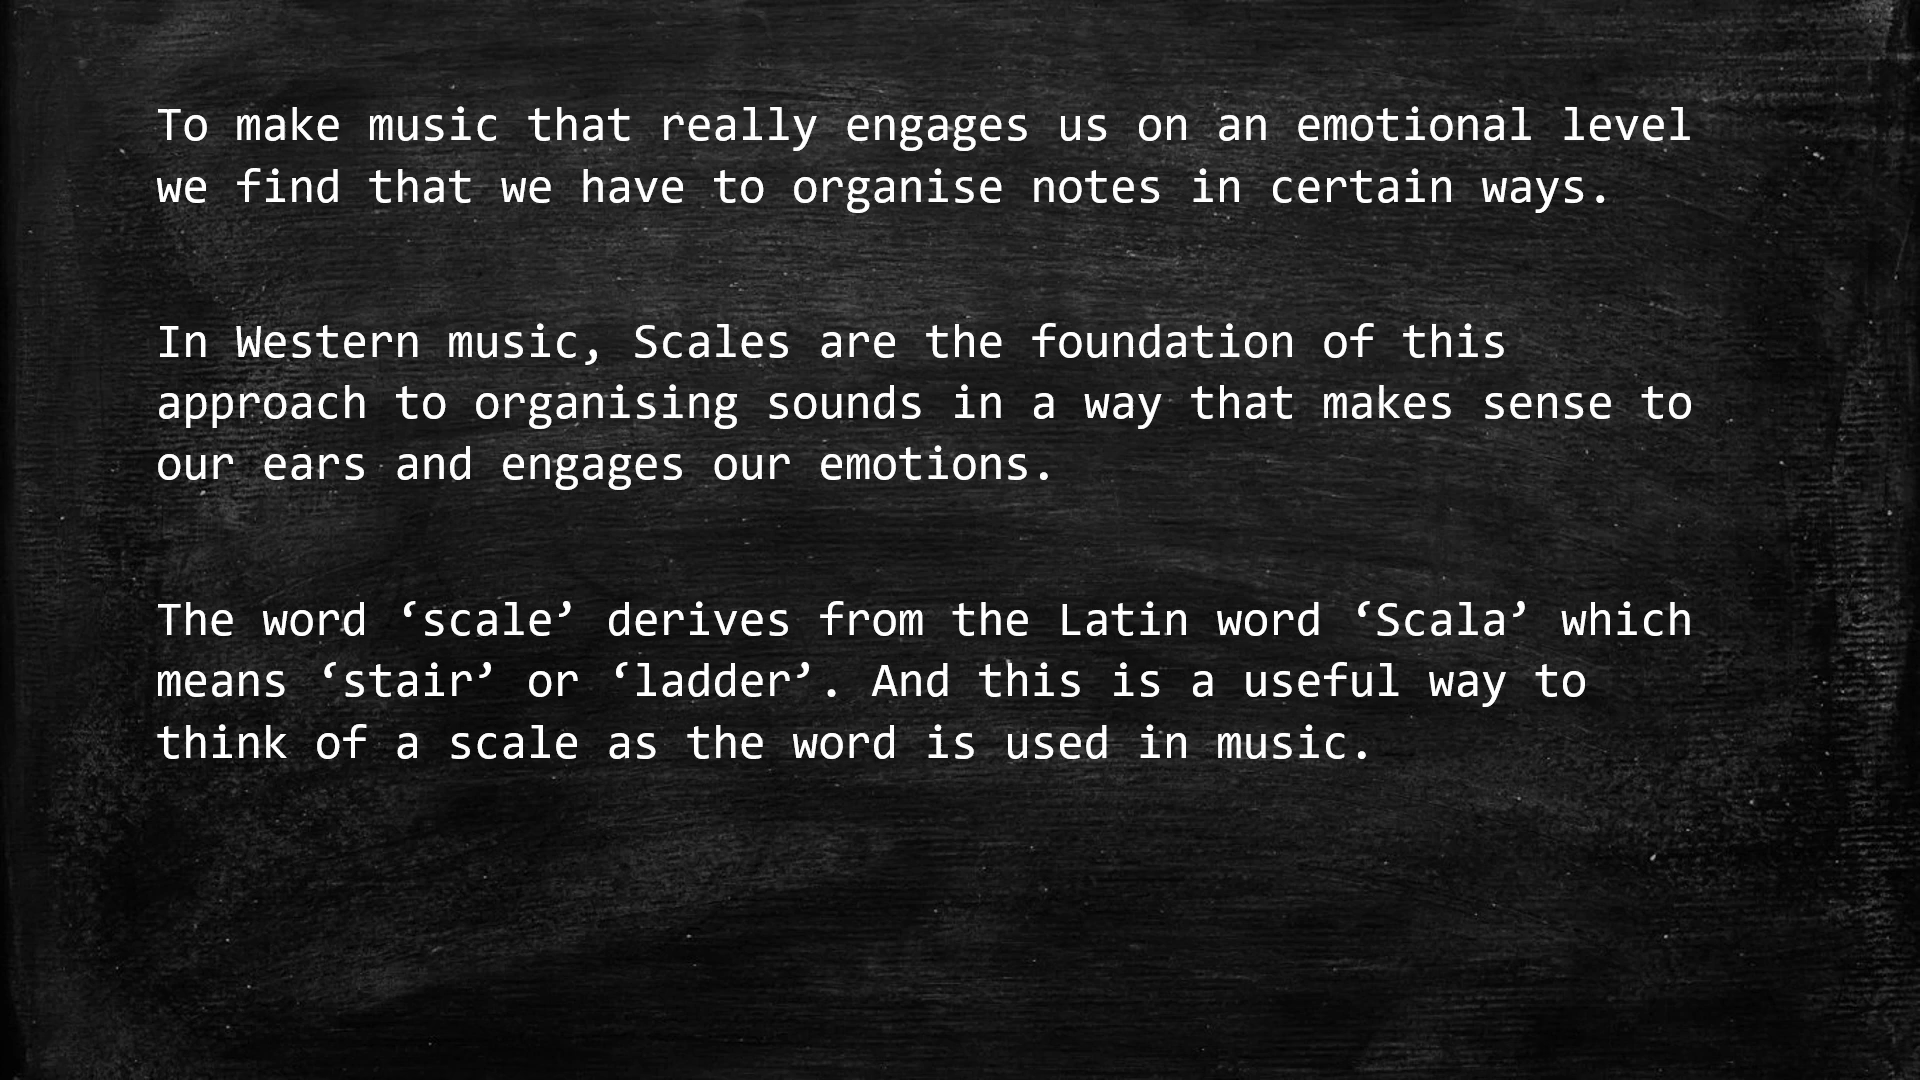 To make music that really engages us on an emotional level
we find that we have to organise notes in certain ways.
In Western music, Scales are the foundation of this
approach to organising sounds in a way that makes sense to
our ears and engages our emotions.
The word ‘scale’ derives from the Latin word ‘Scala’ which
means ‘stair’ or ‘ladder’. And this is a useful way to
think of a scale as the word is used in music.